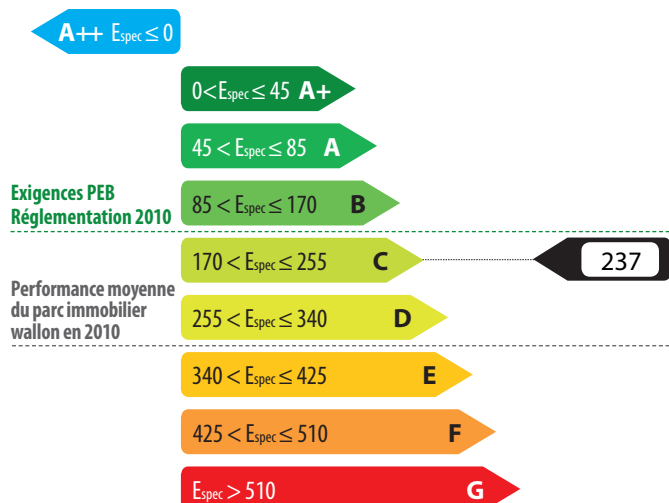 A++ Espec ≤ 0
0<Espec ≤ 45 A+
45 < Espec ≤ 85 A
Exigences PEB
Réglementation 2010
85 < Espec ≤ 170 B
170 < Espec ≤ 255 C
237
Performance moyenne
du parc immobilier
wallon en 2010
255 < Espec ≤ 340 D
340 < Espec ≤ 425 E
425 < Espec ≤ 510 F
Espec > 510 G